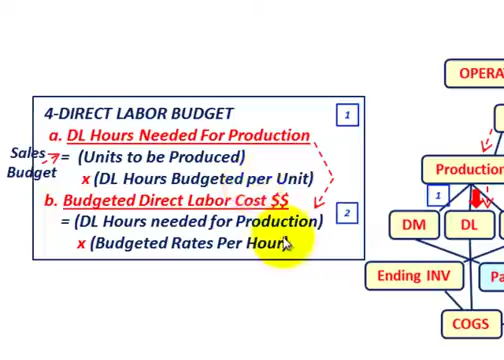 OPERA
4-DIRECT LABOR BUDGET
1
a. DL Hours Needed For Production
Sales
Budget
= (Units to be Produced)
x (DL Hours Budgeted per Unit)
b. Budgeted Direct Labor Cost $$
2
= (DL Hours needed for Production)
x (Budgeted Rates Per Hour)
Production
1
DM
DL
Ending INV
Pa
COGS